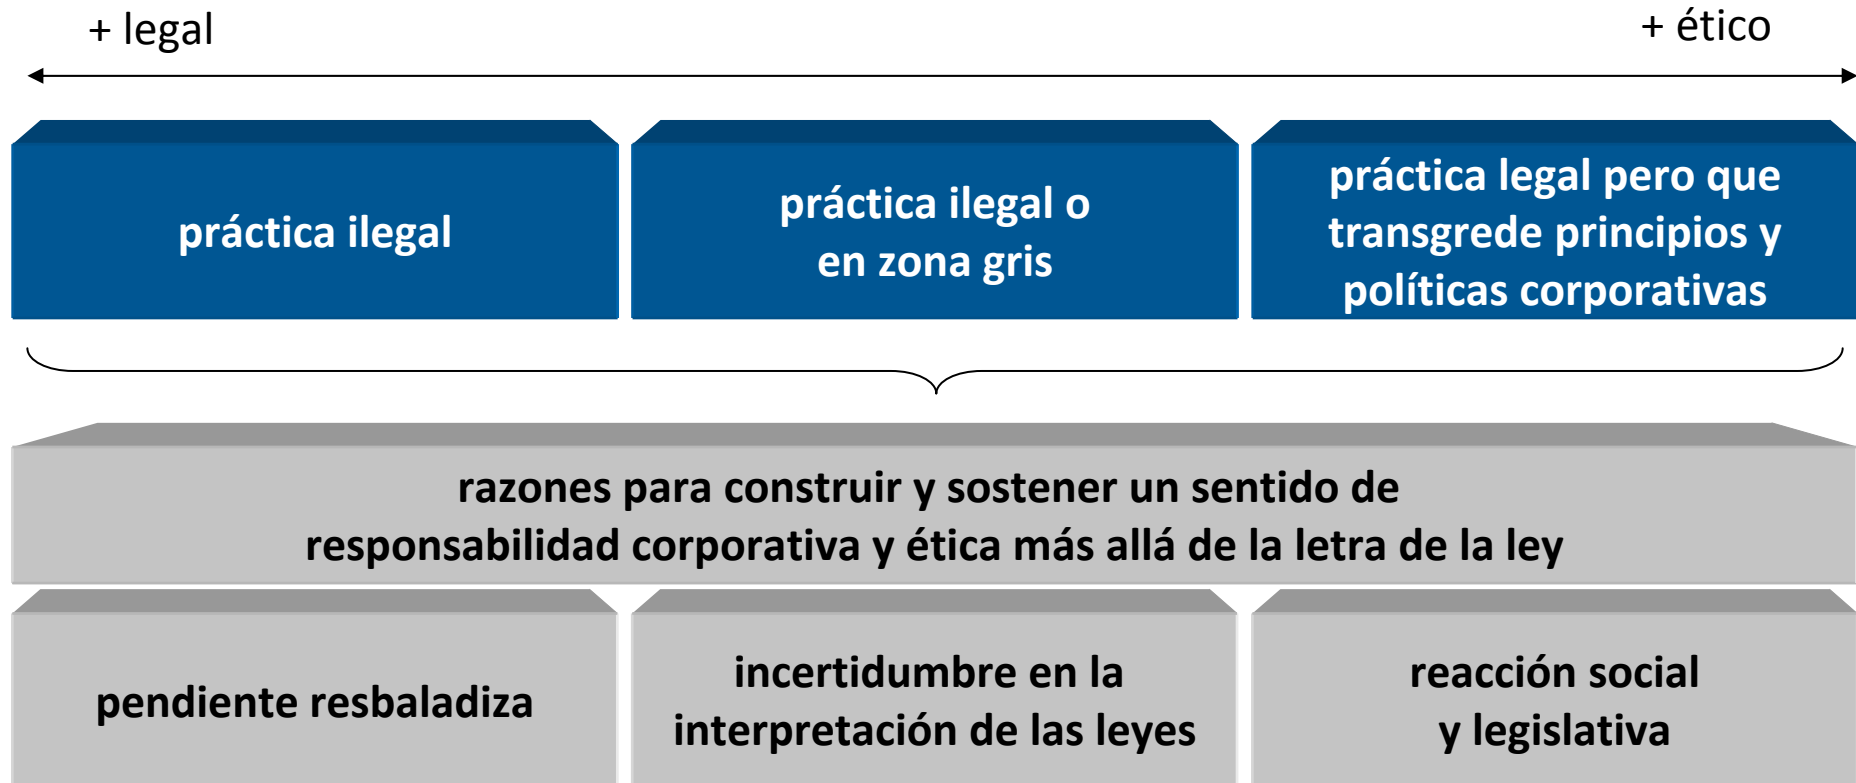 + legal
+ ético
práctica ilegal
práctica ilegal o
en zona gris
práctica legal pero que
transgrede principios y
políticas corporativas
razones para construir y sostener un sentido de
responsabilidad corporativa y ética más allá de la letra de la ley
pendiente resbaladiza
incertidumbre en la
interpretación de las leyes
reacción social
y legislativa